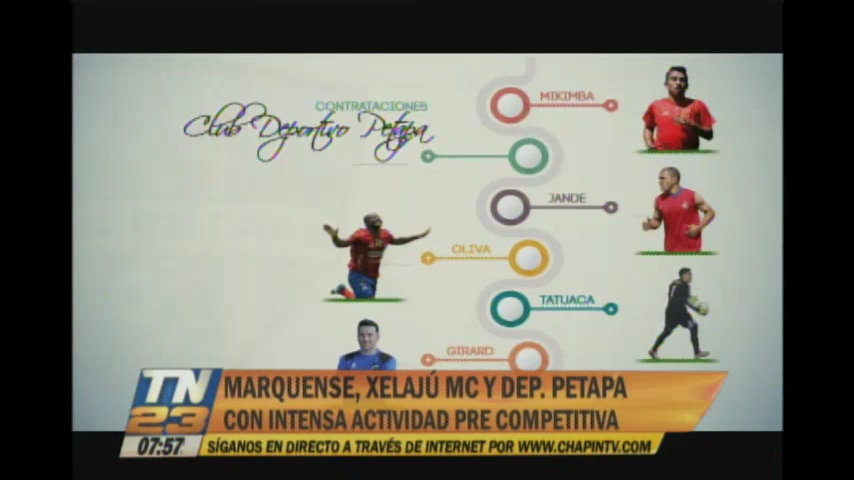 CONTRATACIONES
Club Deportivo Petapa
MIKIMBA
JANDE
OLIVA
TATUACA
GIRARD
TN
23
07:57
MARQUENSE, XELAJÚ MC Y DEP. PETAPA
CON INTENSA ACTIVIDAD PRE COMPETITIVA
SÍGANOS EN DIRECTO A TRAVÉS DE INTERNET POR WWW.CHAPINTV.COM